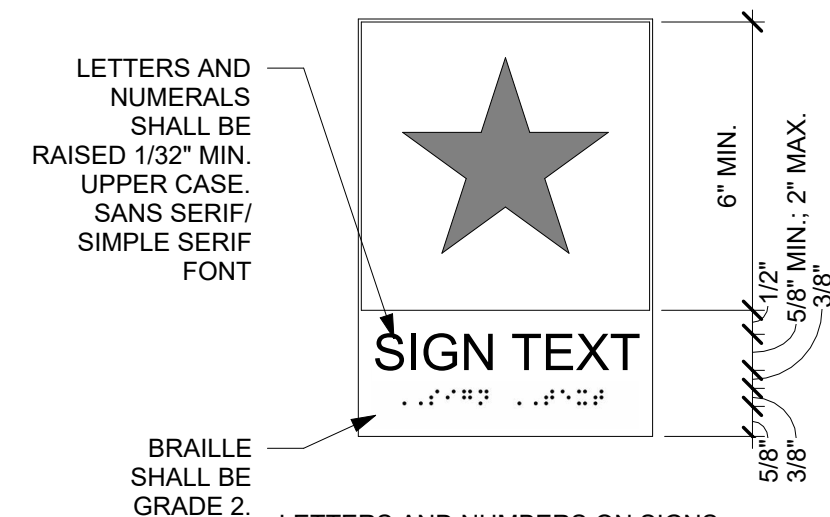 LETTERS AND
NUMERALS
SHALL BE
RAISED 1/32" MIN.
UPPER CASE.
SANS SERIF/
SIMPLE SERIF
FONT
6" MIN.
1/2"
5/8" MIN.; 2" MAX.
3/8"
SIGN TEXT
⠠⠠⠎⠊⠛⠝ ⠠⠠⠞⠑⠭⠞
5/8"
3/8"
BRAILLE
SHALL BE
GRADE 2.